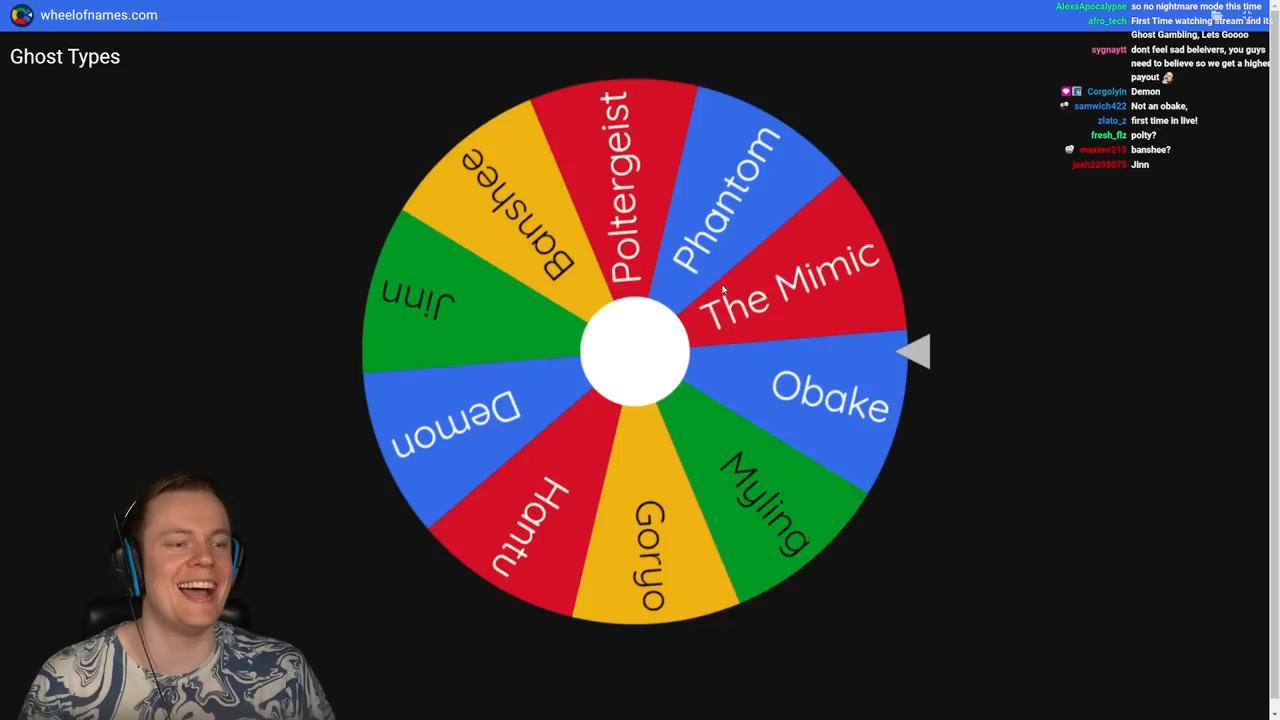 wheelofnames.com
Ghost Types
Poltergeist
Phantom
The Mimic
Obake
Myling
Goryo
Hantu
Demon
Jinn
Banshee
AlexaApocalypse so no nightmare mode this time
afro_tech First Time watching stream and its
Ghost Gambling, Lets Goooo
sygnaytt dont feel sad beleivers, you guys
need to believe so we get a higher
payout
Corgolyin Demon
samwich422 Not an obake,
zlato_z first time in live!
fresh_flz polty?
maximr215 banshee?
josh2205075 Jinn